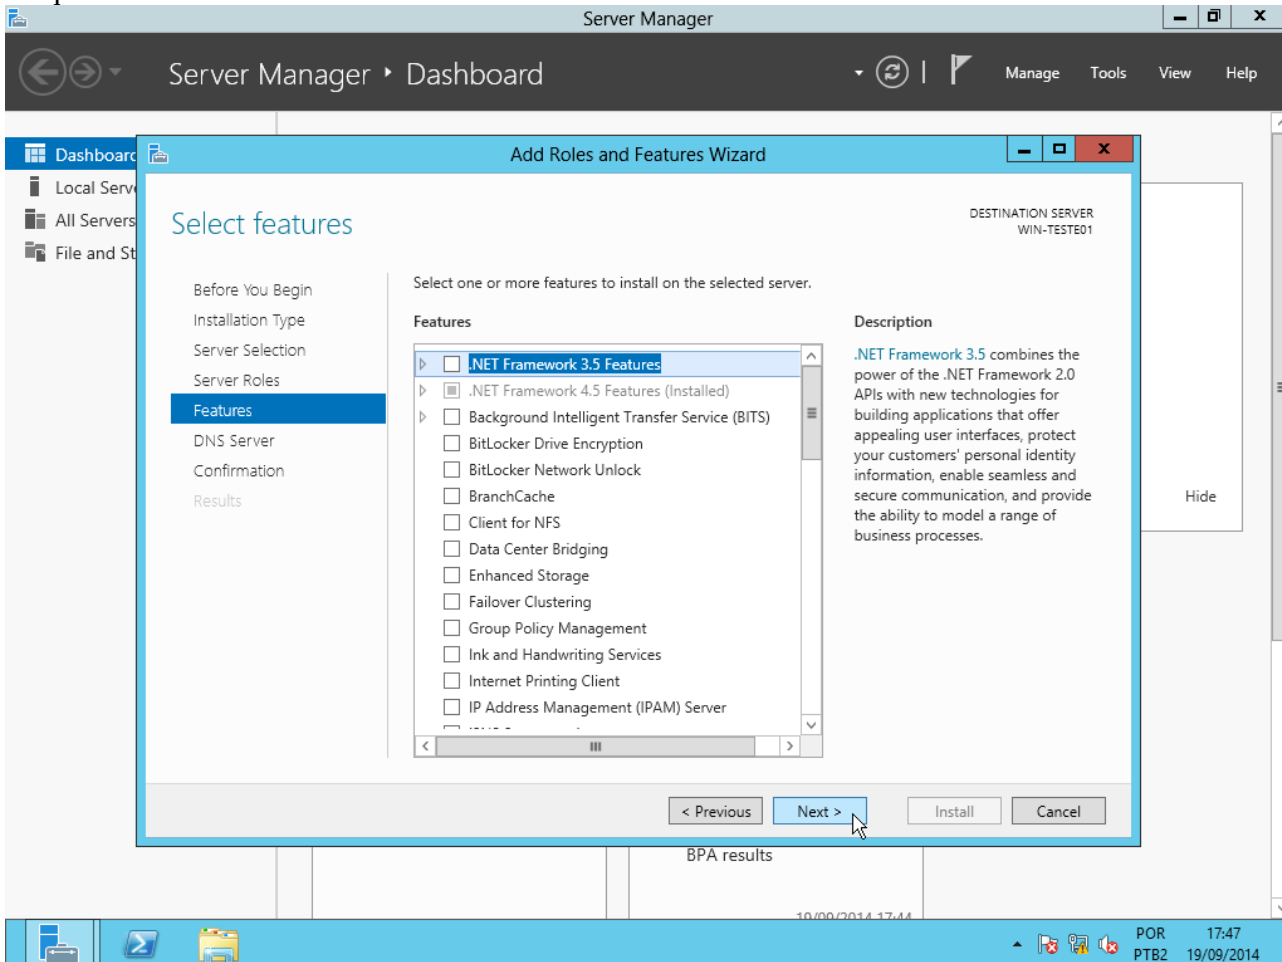 Server Manager
Server Manager ‣ Dashboard
Manage Tools View Help
Dashboard
Local Serv
All Servers
File and St
Add Roles and Features Wizard
Select features
DESTINATION SERVER
WIN-TESTE01
Before You Begin
Installation Type
Server Selection
Server Roles
Features
DNS Server
Confirmation
Results
Select one or more features to install on the selected server.
Features
.NET Framework 3.5 Features
.NET Framework 4.5 Features (Installed)
Background Intelligent Transfer Service (BITS)
BitLocker Drive Encryption
BitLocker Network Unlock
BranchCache
Client for NFS
Data Center Bridging
Enhanced Storage
Failover Clustering
Group Policy Management
Ink and Handwriting Services
Internet Printing Client
IP Address Management (IPAM) Server
Description
.NET Framework 3.5 combines the
power of the .NET Framework 2.0
APIs with new technologies for
building applications that offer
appealing user interfaces, protect
your customers' personal identity
information, enable seamless and
secure communication, and provide
the ability to model a range of
business processes.
Hide
< Previous
Next >
Install
Cancel
BPA results
19/09/2014 17:44
POR
PTB2
17:47
19/09/2014